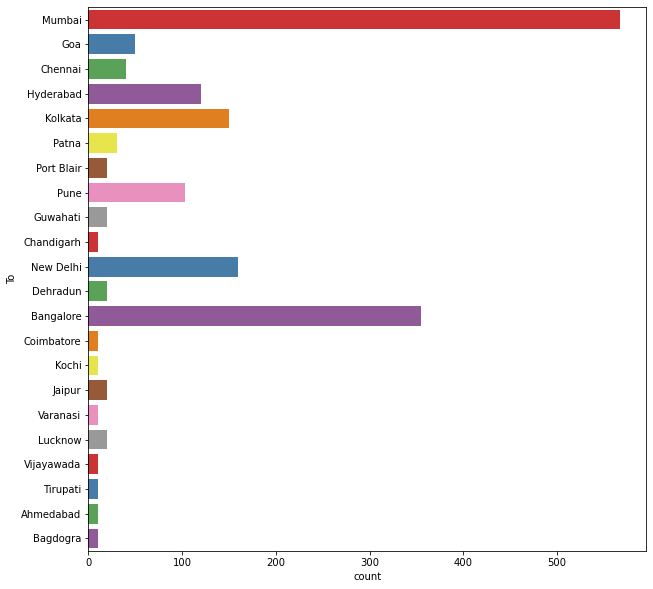 Mumbai
Goa
Chennai
Hyderabad
Kolkata
Patna
Port Blair
Pune
Guwahati
Chandigarh
New Delhi
Dehradun
Bangalore
Coimbatore
Kochi
Jaipur
Varanasi
Lucknow
Vijayawada
Tirupati
Ahmedabad
Bagdogra
To
0 100 200 300 400 500
count